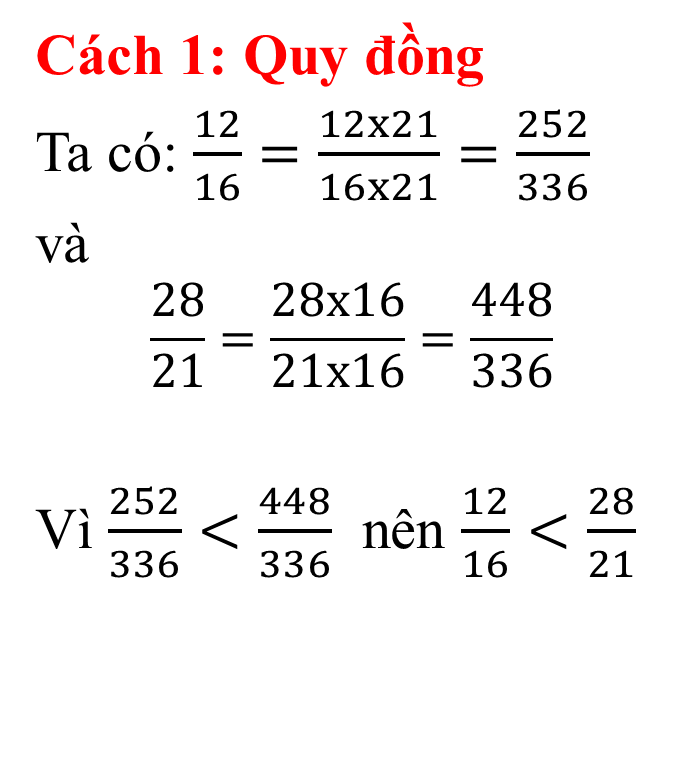 Cách 1: Quy đồng
Ta có: 12/16 = 12x21/16x21 = 252/336
và
28/21 = 28x16/21x16 = 448/336
Vì 252/336 < 448/336 nên 12/16 < 28/21